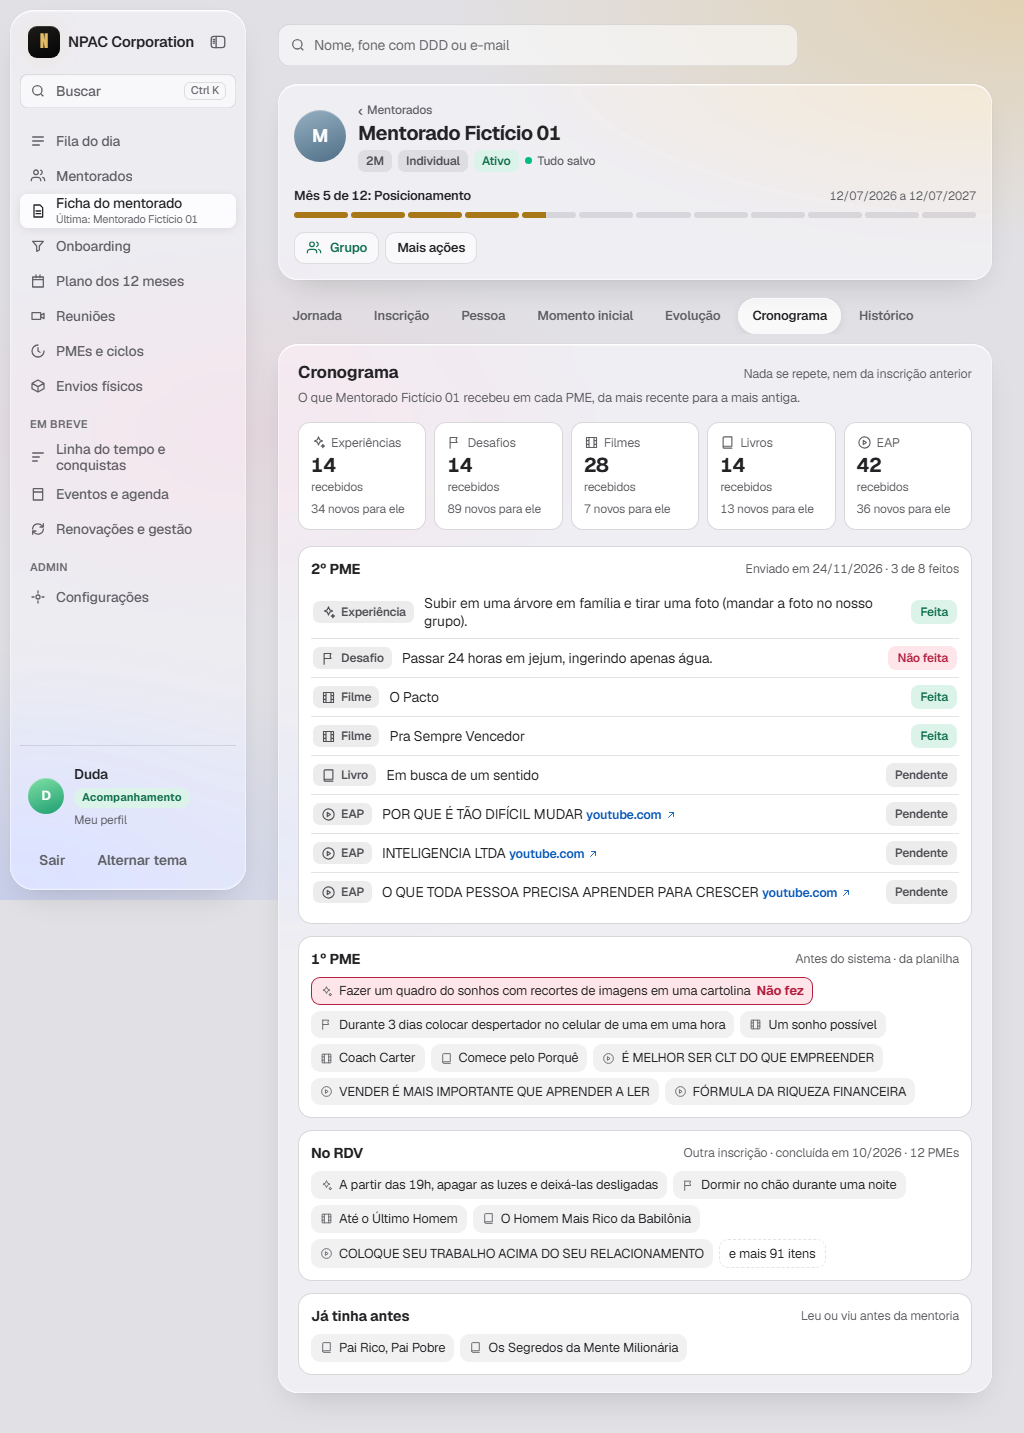 NPAC Corporation
Buscar
Ctrl K
Fila do dia
Mentorados
Ficha do mentorado
Última: Mentorado Fictício 01
Onboarding
Plano dos 12 meses
Reuniões
PMEs e ciclos
Envios físicos
EM BREVE
Linha do tempo e
conquistas
Eventos e agenda
Renovações e gestão
ADMIN
Configurações
D
Duda
Acompanhamento
Meu perfil
Sair
Alternar tema
Nome, fone com DDD ou e-mail
M
‹ Mentorados
Mentorado Fictício 01
2M
Individual
Ativo
Tudo salvo
Mês 5 de 12: Posicionamento
12/07/2026 a 12/07/2027
Grupo
Mais ações
Jornada
Inscrição
Pessoa
Momento inicial
Evolução
Cronograma
Histórico
Cronograma
Nada se repete, nem da inscrição anterior
O que Mentorado Fictício 01 recebeu em cada PME, da mais recente para a mais antiga.
Experiências
14
recebidos
34 novos para ele
Desafios
14
recebidos
89 novos para ele
Filmes
28
recebidos
7 novos para ele
Livros
14
recebidos
13 novos para ele
EAP
42
recebidos
36 novos para ele
2º PME
Enviado em 24/11/2026 · 3 de 8 feitos
Experiência
Subir em uma árvore em família e tirar uma foto (mandar a foto no nosso
grupo).
Feita
Desafio
Passar 24 horas em jejum, ingerindo apenas água.
Não feita
Filme
O Pacto
Feita
Filme
Pra Sempre Vencedor
Feita
Livro
Em busca de um sentido
Pendente
EAP
POR QUE É TÃO DIFÍCIL MUDAR youtube.com ↗
Pendente
EAP
INTELIGENCIA LTDA youtube.com ↗
Pendente
EAP
O QUE TODA PESSOA PRECISA APRENDER PARA CRESCER youtube.com ↗
Pendente
1º PME
Antes do sistema · da planilha
Fazer um quadro do sonhos com recortes de imagens em uma cartolina Não fez
Durante 3 dias colocar despertador no celular de uma em uma hora
Um sonho possível
Coach Carter
Comece pelo Porquê
É MELHOR SER CLT DO QUE EMPREENDER
VENDER É MAIS IMPORTANTE QUE APRENDER A LER
FÓRMULA DA RIQUEZA FINANCEIRA
No RDV
Outra inscrição · concluída em 10/2026 · 12 PMEs
A partir das 19h, apagar as luzes e deixá-las desligadas
Dormir no chão durante uma noite
Até o Último Homem
O Homem Mais Rico da Babilônia
COLOQUE SEU TRABALHO ACIMA DO SEU RELACIONAMENTO
e mais 91 itens
Já tinha antes
Leu ou viu antes da mentoria
Pai Rico, Pai Pobre
Os Segredos da Mente Milionária